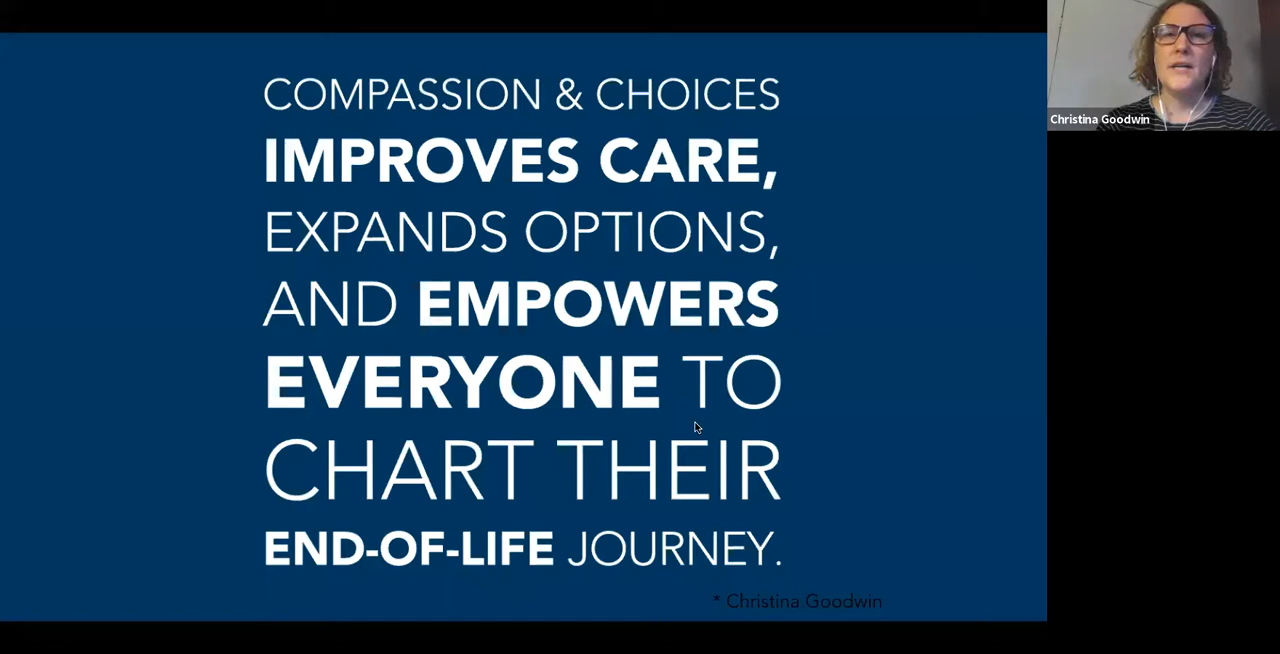 COMPASSION & CHOICES
IMPROVES CARE,
EXPANDS OPTIONS,
AND EMPOWERS
EVERYONE TO
CHART THEIR
END-OF-LIFE JOURNEY.
* Christina Goodwin
Christina Goodwin